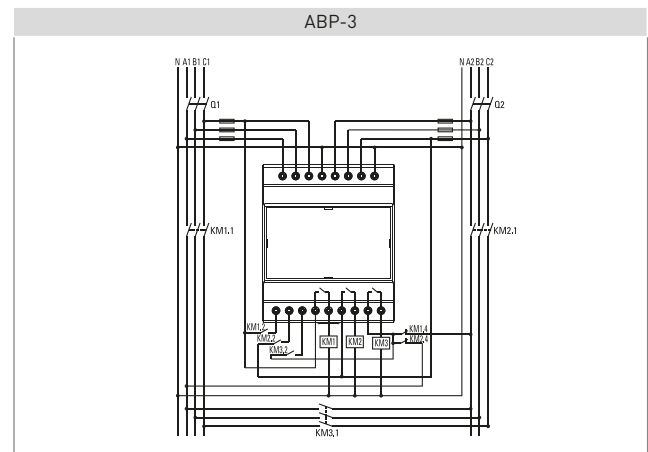 АВР-3
N A1 B1 C1
N A2 B2 C2
Q1
Q2
KM1.1
KM2.1
KM1.2
KM2.2
KM3.2
KM1
KM2
KM3
KM1.4
KM2.4
KM3.1